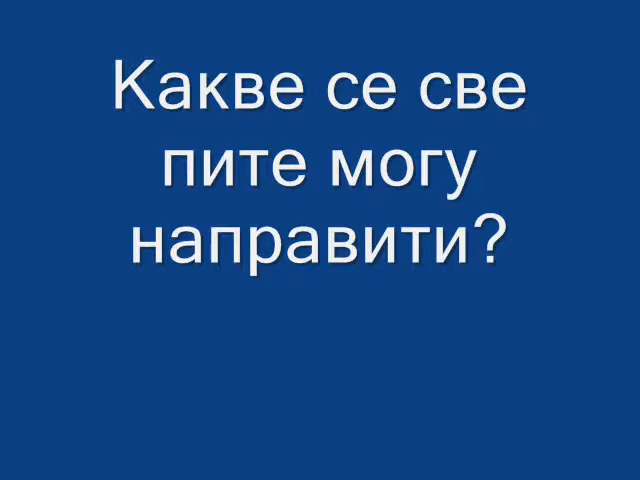 Какве се све
пите могу
направити?